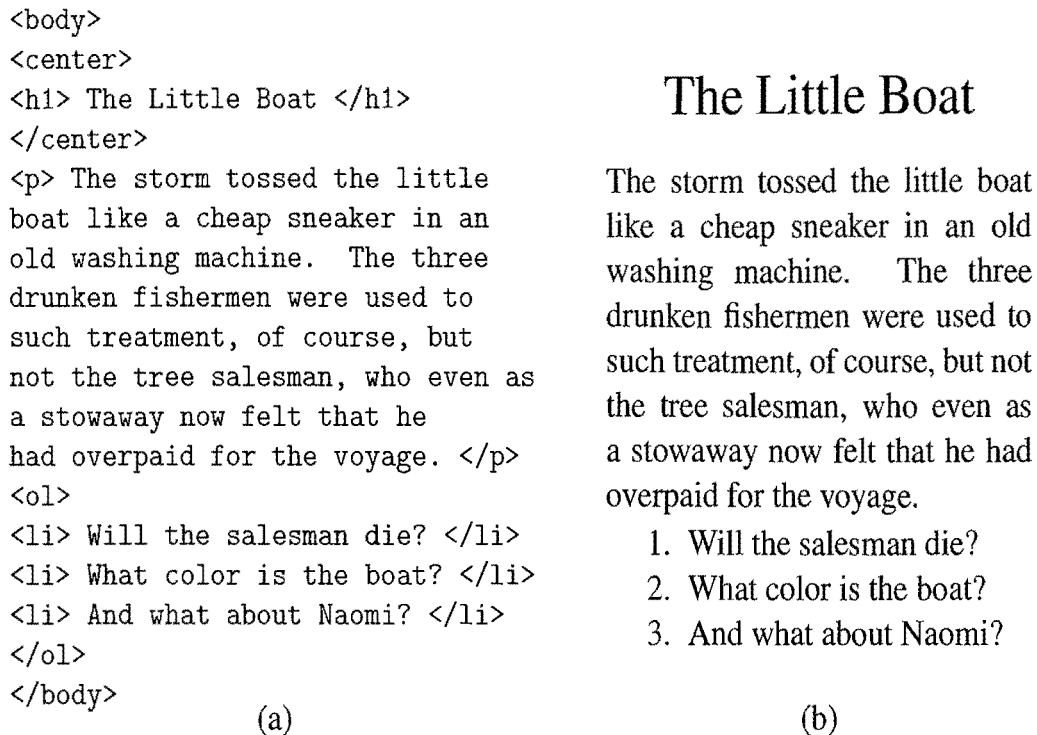 <body>
<center>
<h1> The Little Boat </h1>
</center>
<p> The storm tossed the little
boat like a cheap sneaker in an
old washing machine.  The three
drunken fishermen were used to
such treatment, of course, but
not the tree salesman, who even as
a stowaway now felt that he
had overpaid for the voyage. </p>
<ol>
<li> Will the salesman die? </li>
<li> What color is the boat? </li>
<li> And what about Naomi? </li>
</ol>
</body>
(a)
The Little Boat
The storm tossed the little boat
like a cheap sneaker in an old
washing machine.  The three
drunken fishermen were used to
such treatment, of course, but not
the tree salesman, who even as
a stowaway now felt that he had
overpaid for the voyage.
1. Will the salesman die?
2. What color is the boat?
3. And what about Naomi?
(b)